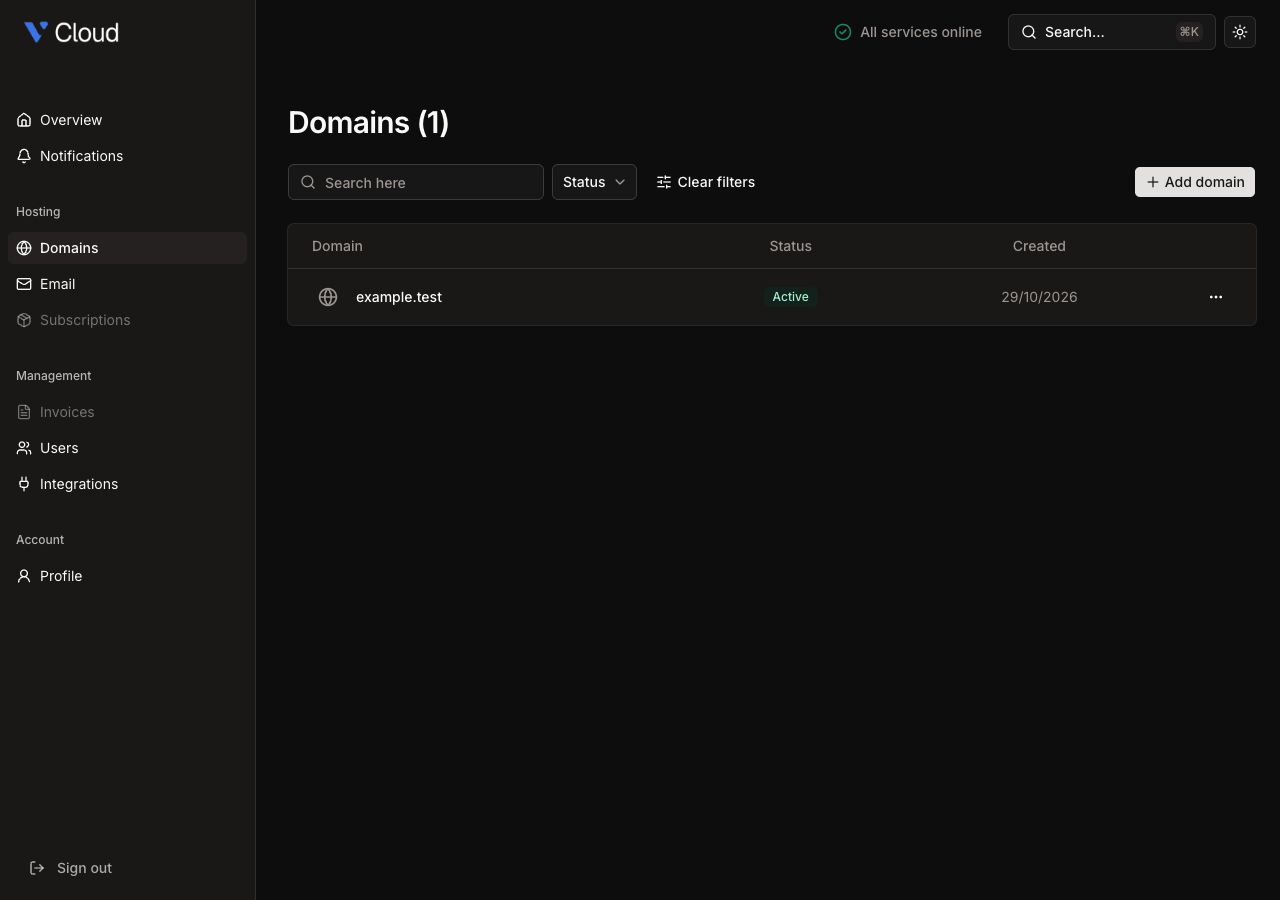 Cloud
All services online
Search...
⌘K
Overview
Notifications
Hosting
Domains
Email
Subscriptions
Management
Invoices
Users
Integrations
Account
Profile
Sign out
Domains (1)
Search here
Status
Clear filters
Add domain
Domain Status Created
example.test Active 29/10/2026